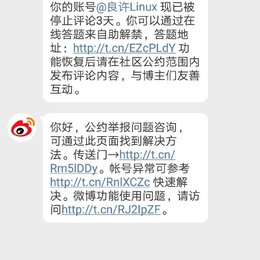 你的账号@良许Linux 现已被
停止评论3天。你可以通过在
线答题来自助解禁，答题地
址：http://t.cn/EZcPLdY 功
能恢复后请在社区公约范围内
发布评论内容，与博主们友善
互动。
你好，公约举报问题咨询，
可通过此页面找到解决方
法。传送门→http://t.cn/
Rm5lDDy。帐号异常可参考
http://t.cn/RnlXCZc 快速解
决。微博功能使用问题，请访
问http://t.cn/RJ2IpZF。